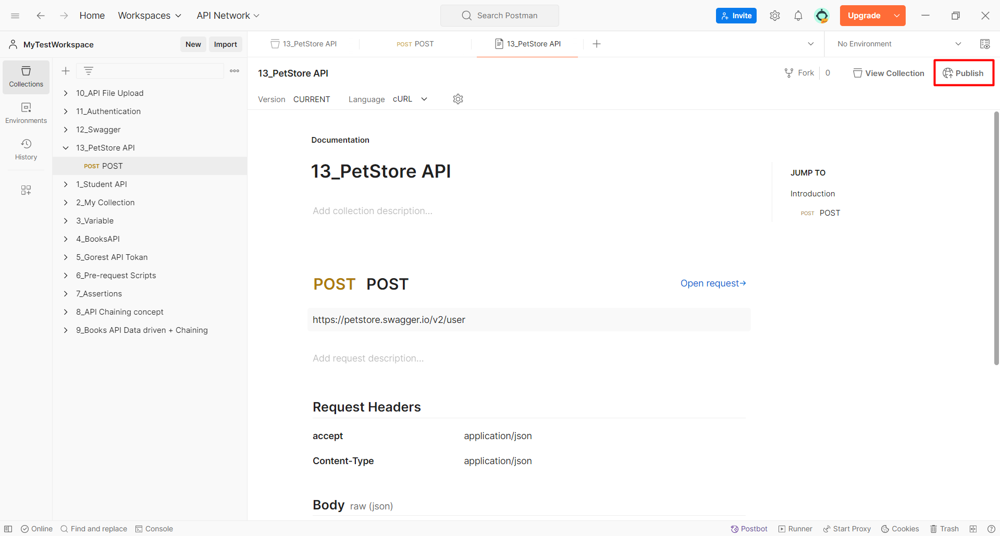 Home Workspaces API Network Search Postman Invite Upgrade
MyTestWorkspace New Import 13_PetStore API POST POST 13_PetStore API No Environment
Collections
Environments
History
10_API File Upload
11_Authentication
12_Swagger
13_PetStore API
POST POST
1_Student API
2_My Collection
3_Variable
4_BooksAPI
5_Gorest API Tokan
6_Pre-request Scripts
7_Assertions
8_API Chaining concept
9_Books API Data driven + Chaining
13_PetStore API Fork 0 View Collection Publish
Version CURRENT Language cURL
Documentation
13_PetStore API
Add collection description...
JUMP TO
Introduction
POST POST
POST POST Open request→
https://petstore.swagger.io/v2/user
Add request description...
Request Headers
accept application/json
Content-Type application/json
Body raw (json)
Online Find and replace Console Postbot Runner Start Proxy Cookies Trash